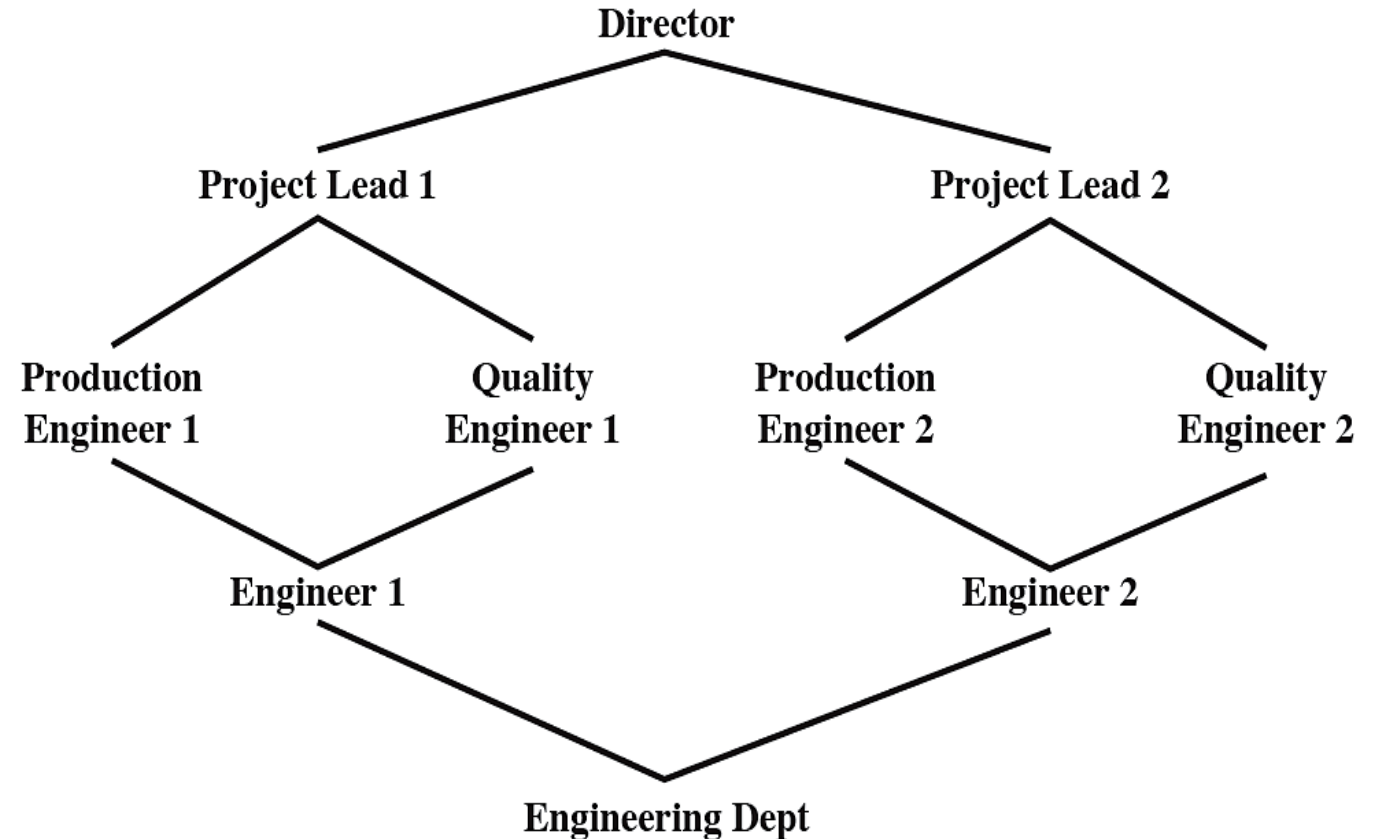 Director
Project Lead 1
Project Lead 2
Production
Engineer 1
Quality
Engineer 1
Production
Engineer 2
Quality
Engineer 2
Engineer 1
Engineer 2
Engineering Dept